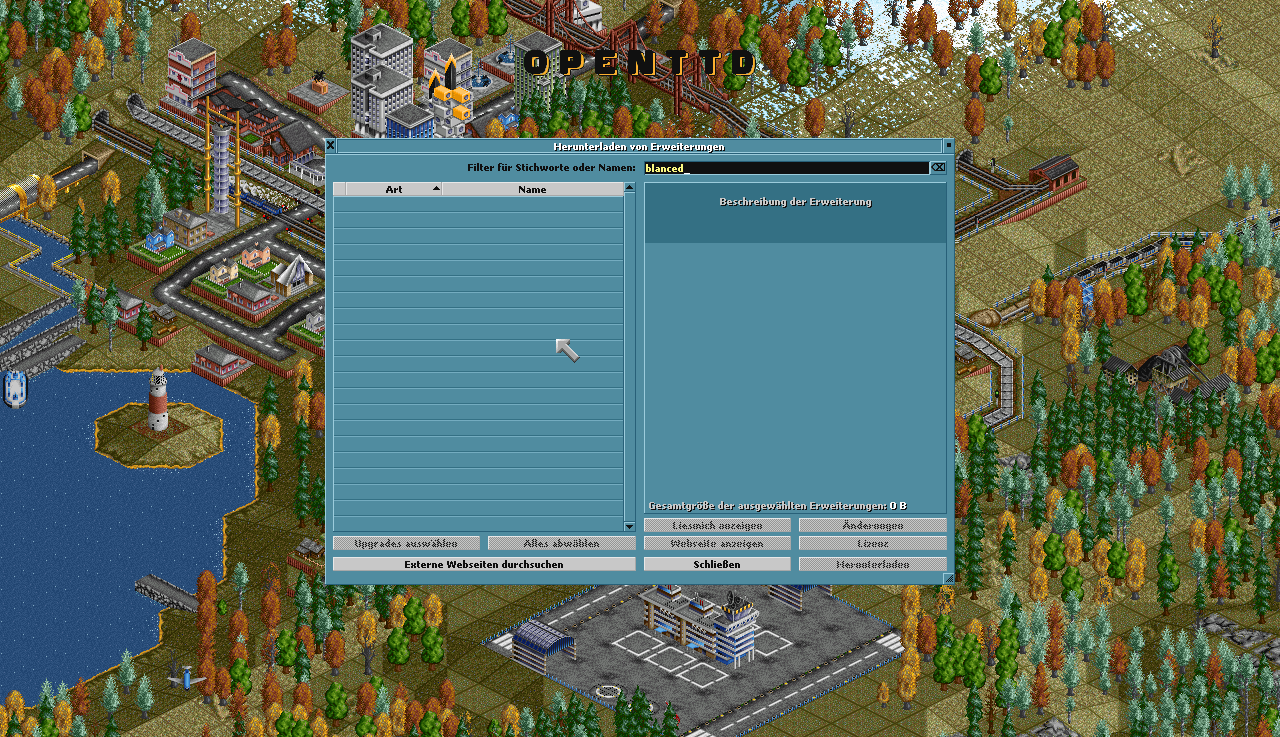 OPENTTD
Herunterladen von Erweiterungen
Filter für Stichworte oder Namen: blanced_
Art Name
Beschreibung der Erweiterung
Gesamtgröße der ausgewählten Erweiterungen: 0 B
Liesmich anzeigen Änderungen
Upgrades auswählen Alles abwählen Webseite anzeigen Lizenz
Externe Webseiten durchsuchen Schließen Herunterladen